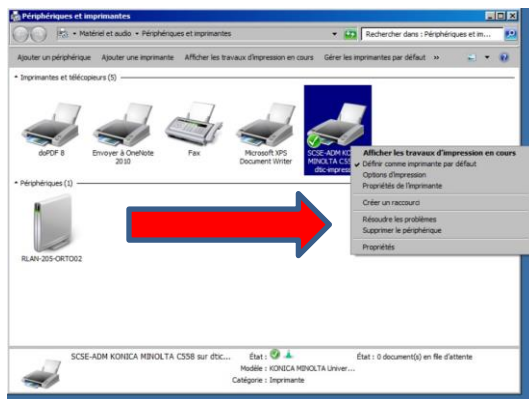 Périphériques et imprimantes
Matériel et audio Périphériques et imprimantes
Rechercher dans : Périphériques et im...
Ajouter un périphérique Ajouter une imprimante Afficher les travaux d'impression en cours Gérer les imprimantes par défaut »
Imprimantes et télécopieurs (5)
doPDF 8
Envoyer à OneNote
2010
Fax
Microsoft XPS
Document Writer
SCSE-ADM KO
MINOLTA C55
dtic-impress
Afficher les travaux d'impression en cours
Définir comme imprimante par défaut
Options d'impression
Propriétés de l'imprimante
Créer un raccourci
Résoudre les problèmes
Supprimer le périphérique
Propriétés
Périphériques (1)
RLAN-205-ORTO02
SCSE-ADM KONICA MINOLTA C558 sur dtic...
État :
État : 0 document(s) en file d'attente
Modèle : KONICA MINOLTA Univer...
Catégorie : Imprimante